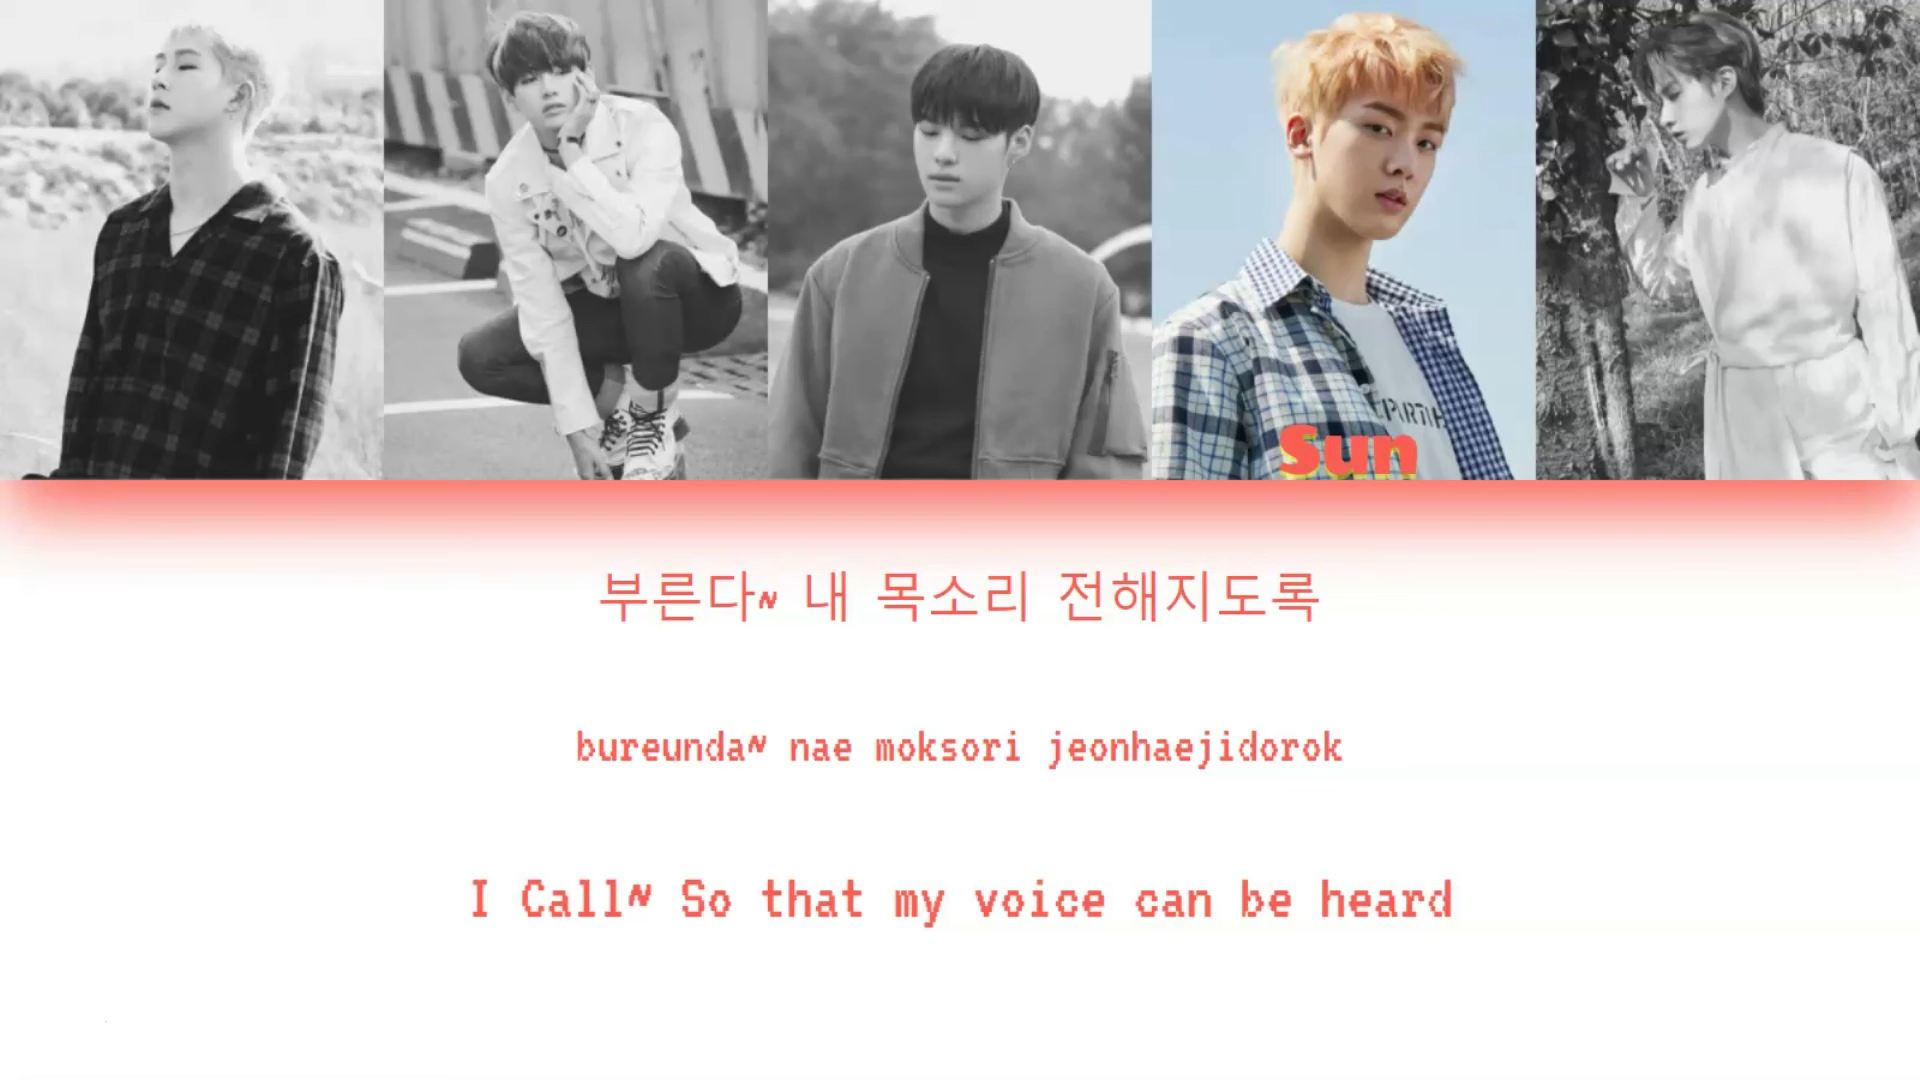 Sun
부른다~ 내 목소리 전해지도록
bureunda~ nae moksori jeonhaejidorok
I Call~ So that my voice can be heard